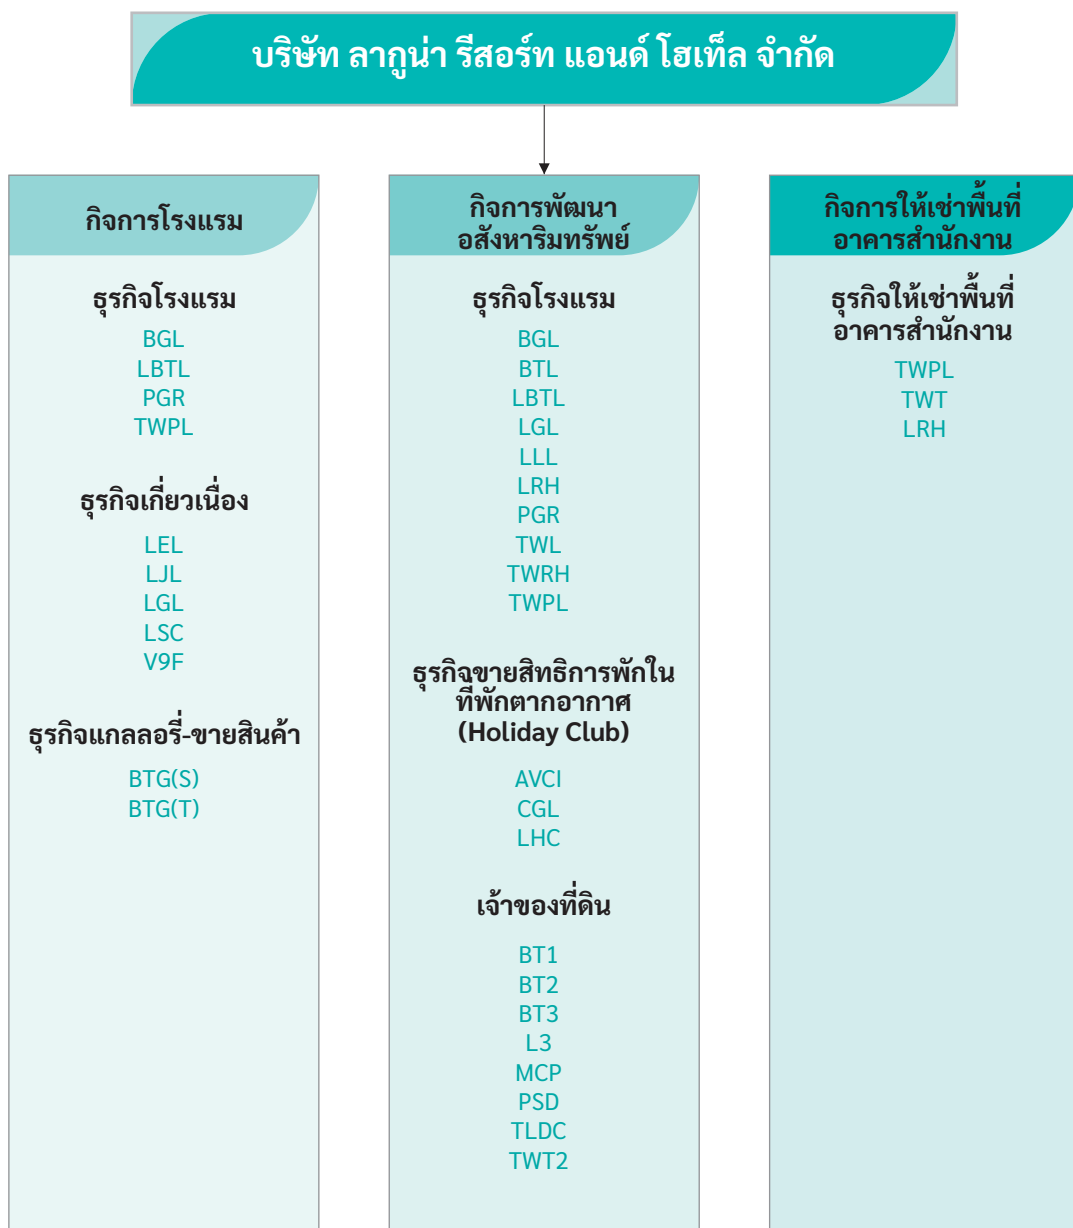 บริษัท ลากูน่า รีสอร์ท แอนด์ โฮเท็ล จำกัด
กิจการโรงแรม
ธุรกิจโรงแรม
BGL
LBTL
PGR
TWPL
ธุรกิจเกี่ยวเนื่อง
LEL
LJL
LGL
LSC
V9F
ธุรกิจแกลลอรี่-ขายสินค้า
BTG(S)
BTG(T)
กิจการพัฒนา
อสังหาริมทรัพย์
ธุรกิจโรงแรม
BGL
BTL
LBTL
LGL
LLL
LRH
PGR
TWL
TWRH
TWPL
ธุรกิจขายสิทธิการพักใน
ที่พักตากอากาศ
(Holiday Club)
AVCI
CGL
LHC
เจ้าของที่ดิน
BT1
BT2
BT3
L3
MCP
PSD
TLDC
TWT2
กิจการให้เช่าพื้นที่
อาคารสำนักงาน
ธุรกิจให้เช่าพื้นที่
อาคารสำนักงาน
TWPL
TWT
LRH